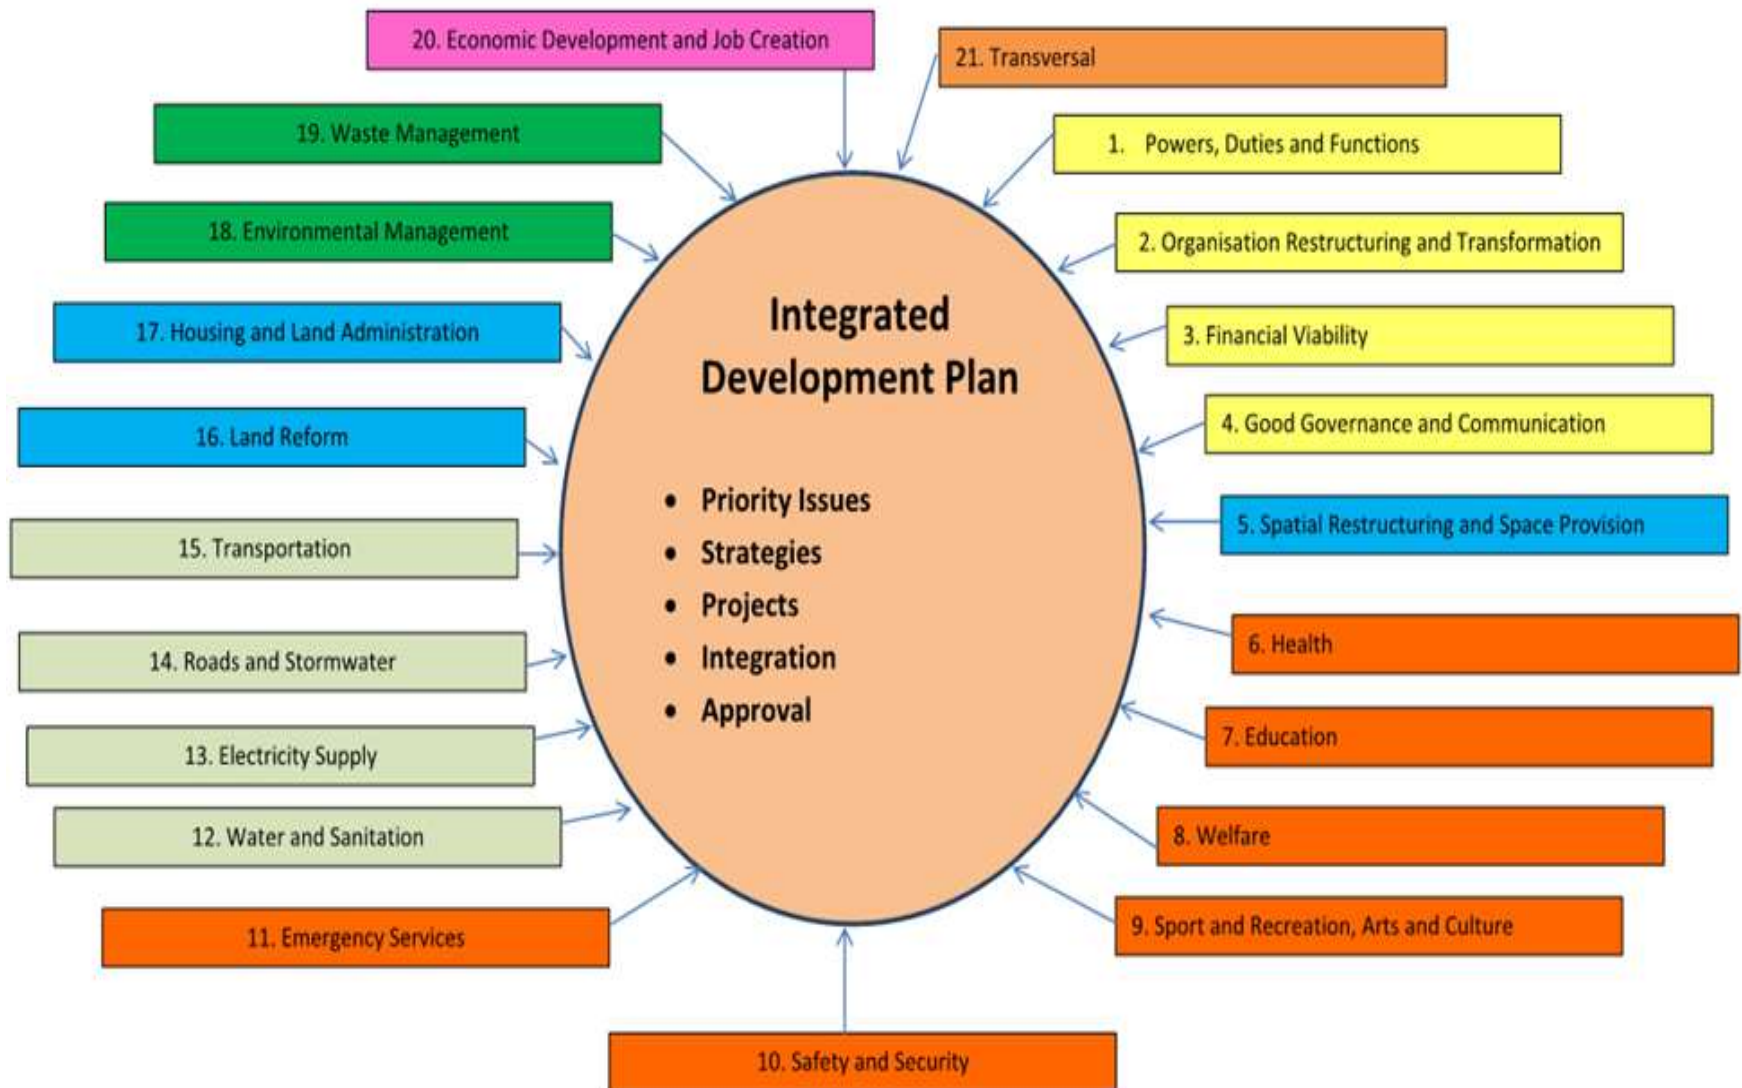 20. Economic Development and Job Creation
21. Transversal
19. Waste Management
1. Powers, Duties and Functions
18. Environmental Management
2. Organisation Restructuring and Transformation
17. Housing and Land Administration
3. Financial Viability
16. Land Reform
4. Good Governance and Communication
15. Transportation
5. Spatial Restructuring and Space Provision
14. Roads and Stormwater
6. Health
13. Electricity Supply
7. Education
12. Water and Sanitation
8. Welfare
11. Emergency Services
9. Sport and Recreation, Arts and Culture
10. Safety and Security
Integrated
Development Plan
• Priority Issues
• Strategies
• Projects
• Integration
• Approval